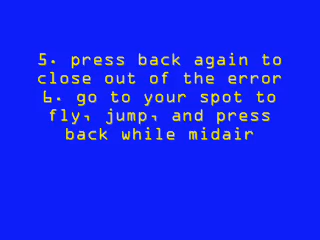 5. press back again to
close out of the error
6. go to your spot to
fly, jump, and press
back while midair